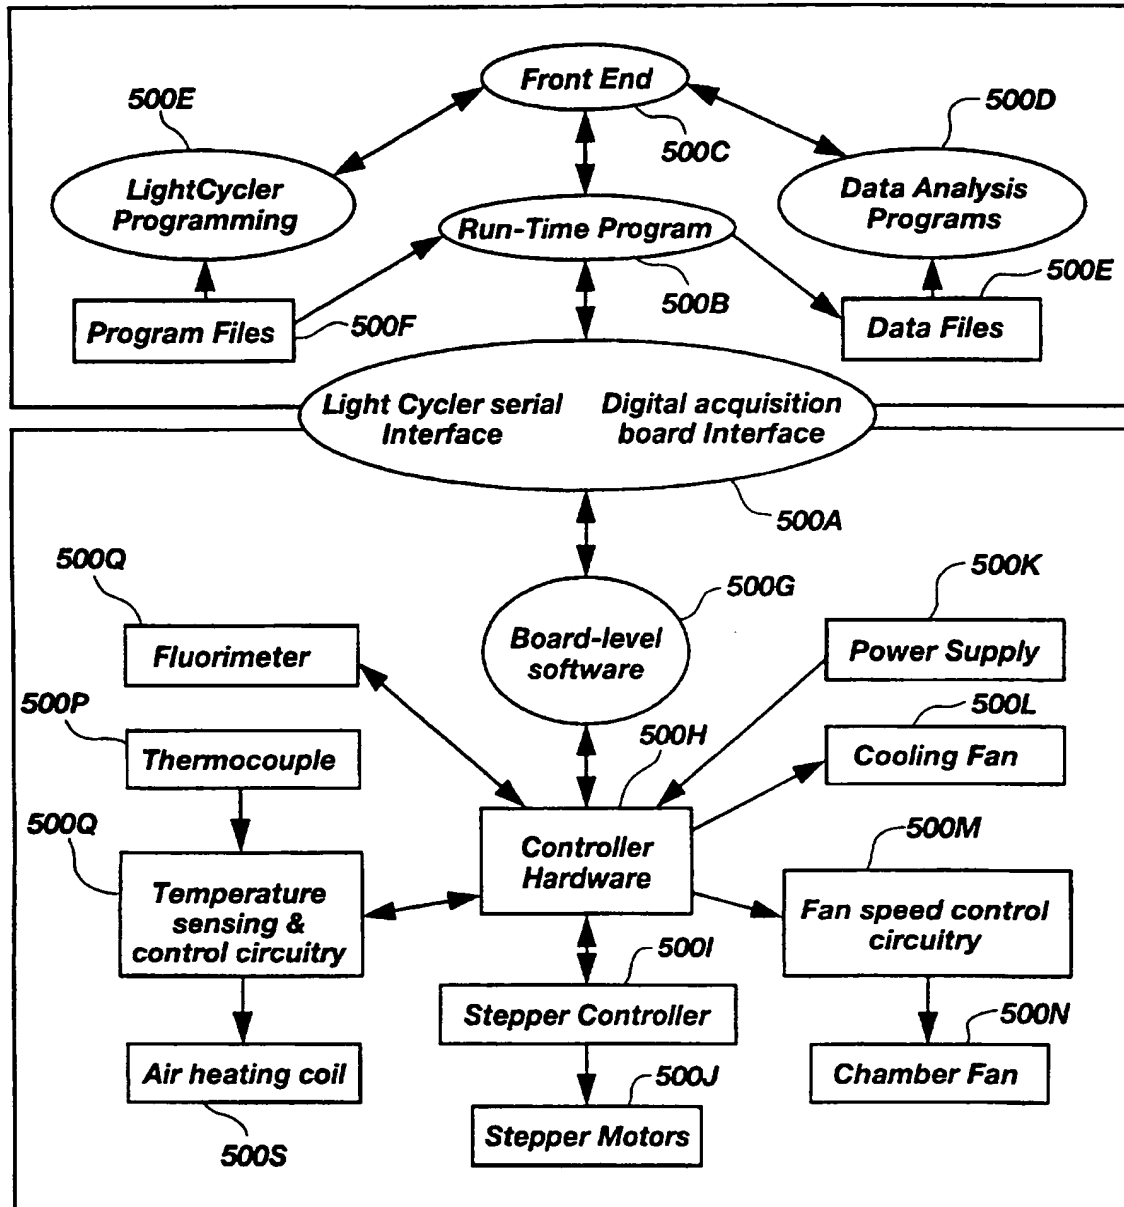 Front End
500E
500D
500C
LightCycler
Programming
Data Analysis
Programs
Run-Time Program
500B
500E
Program Files
500F
Data Files
Light Cycler serial
Interface
Digital acquisition
board Interface
500A
500Q
500G
500K
Fluorimeter
Board-level
software
Power Supply
500P
500H
500L
Thermocouple
Cooling Fan
500Q
Controller
Hardware
500M
Temperature
sensing &
control circuitry
Fan speed control
circuitry
500I
Stepper Controller
500N
Air heating coil
500J
Chamber Fan
Stepper Motors
500S